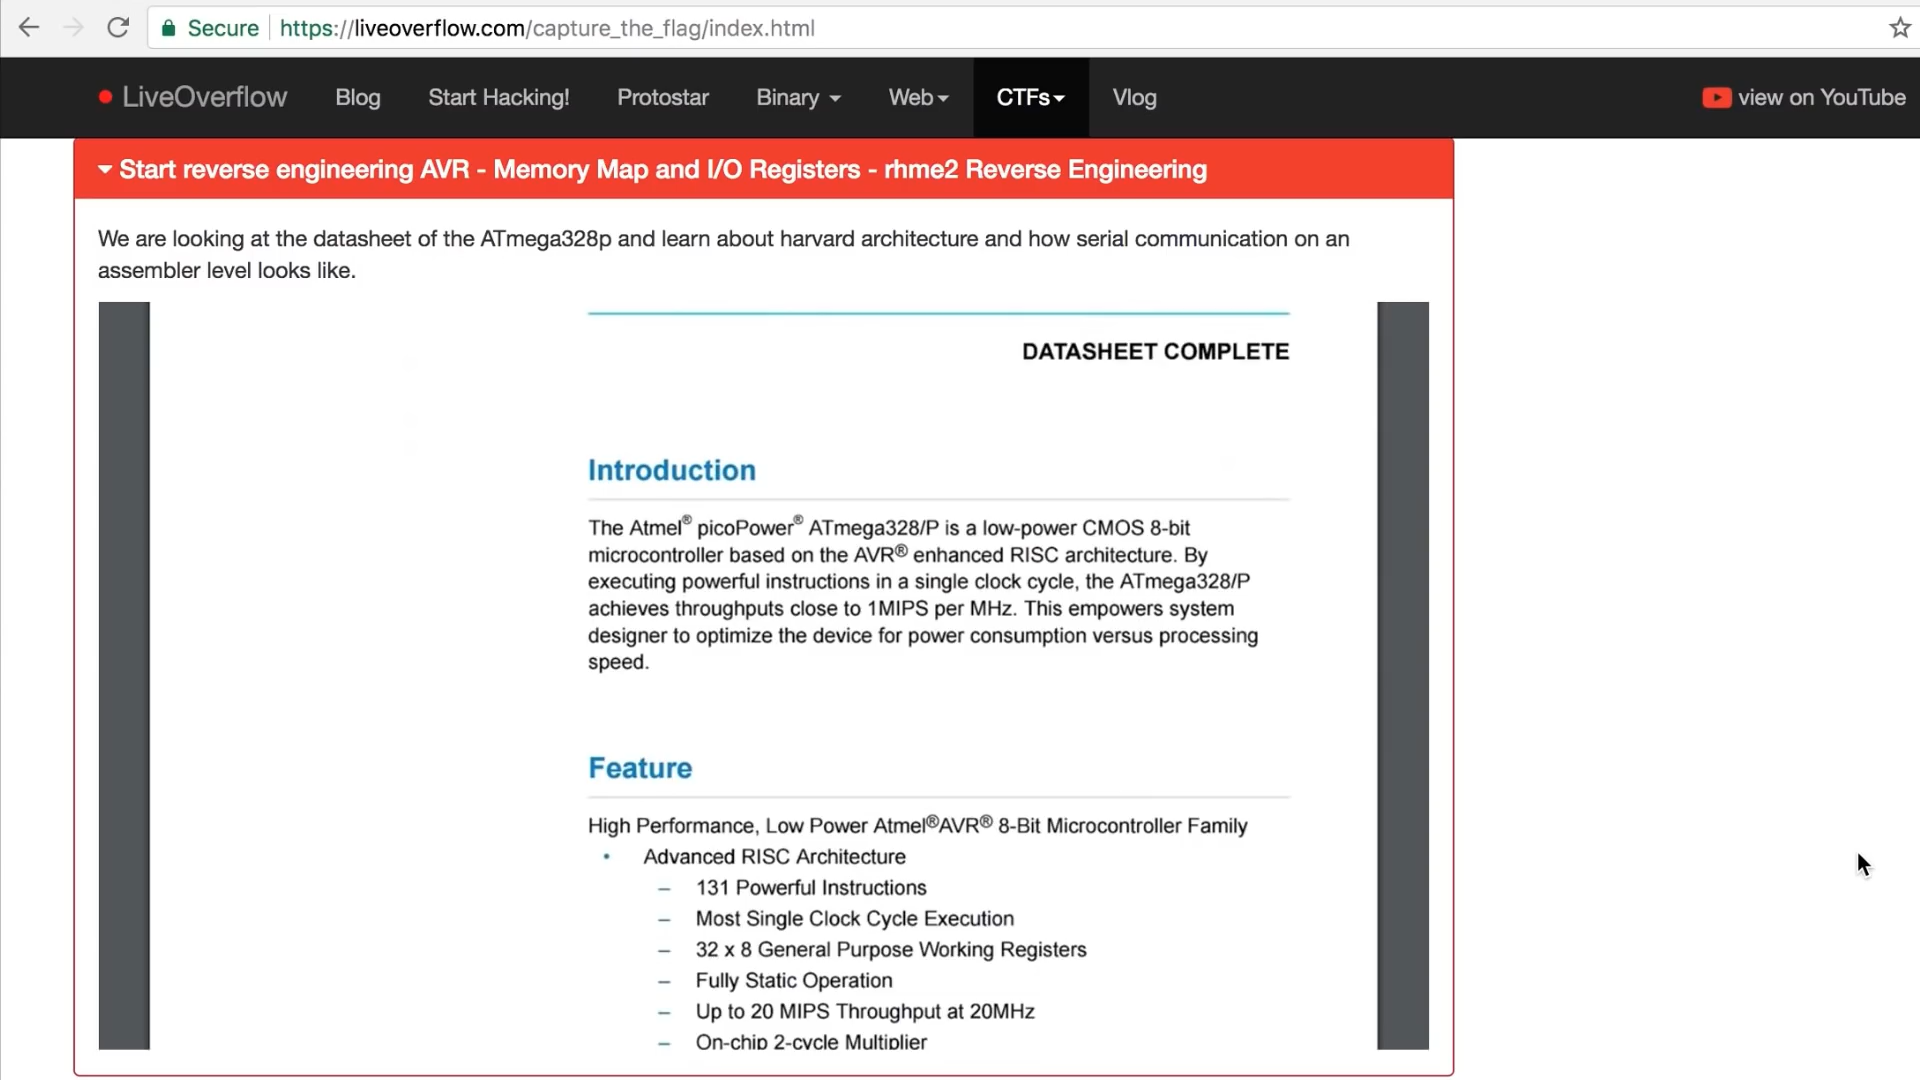 Secure https://liveoverflow.com/capture_the_flag/index.html
LiveOverflow Blog Start Hacking! Protostar Binary Web CTFs Vlog view on YouTube
Start reverse engineering AVR - Memory Map and I/O Registers - rhme2 Reverse Engineering
We are looking at the datasheet of the ATmega328p and learn about harvard architecture and how serial communication on an
assembler level looks like.
DATASHEET COMPLETE
Introduction
The Atmel® picoPower® ATmega328/P is a low-power CMOS 8-bit
microcontroller based on the AVR® enhanced RISC architecture. By
executing powerful instructions in a single clock cycle, the ATmega328/P
achieves throughputs close to 1MIPS per MHz. This empowers system
designer to optimize the device for power consumption versus processing
speed.
Feature
High Performance, Low Power Atmel®AVR® 8-Bit Microcontroller Family
• Advanced RISC Architecture
– 131 Powerful Instructions
– Most Single Clock Cycle Execution
– 32 x 8 General Purpose Working Registers
– Fully Static Operation
– Up to 20 MIPS Throughput at 20MHz
– On-chip 2-cycle Multiplier